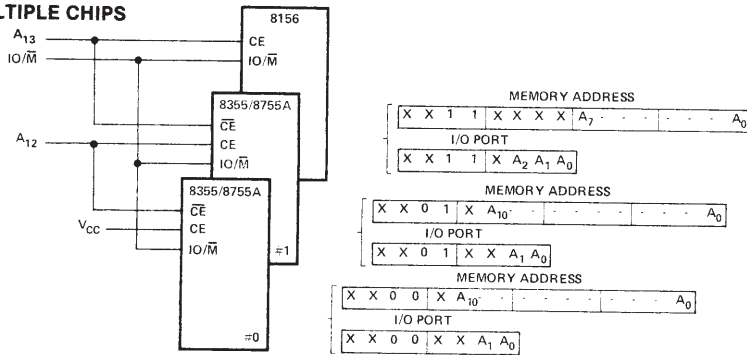 LTIPLE CHIPS
8156
A₁₃
CE
IO/M̅
IO/M̅
8355/8755A
C̅E̅
A₁₂
CE
IO/M̅
8355/8755A
C̅E̅
V_CC
CE
IO/M̅
#1
#0
MEMORY ADDRESS
X X 1 1 X X X X A₇ - - - - - - A₀
I/O PORT
X X 1 1 X A₂ A₁ A₀
MEMORY ADDRESS
X X 0 1 X A₁₀ - - - - - - - - - A₀
I/O PORT
X X 0 1 X X A₁ A₀
MEMORY ADDRESS
X X 0 0 X A₁₀ - - - - - - - - - A₀
I/O PORT
X X 0 0 X X A₁ A₀